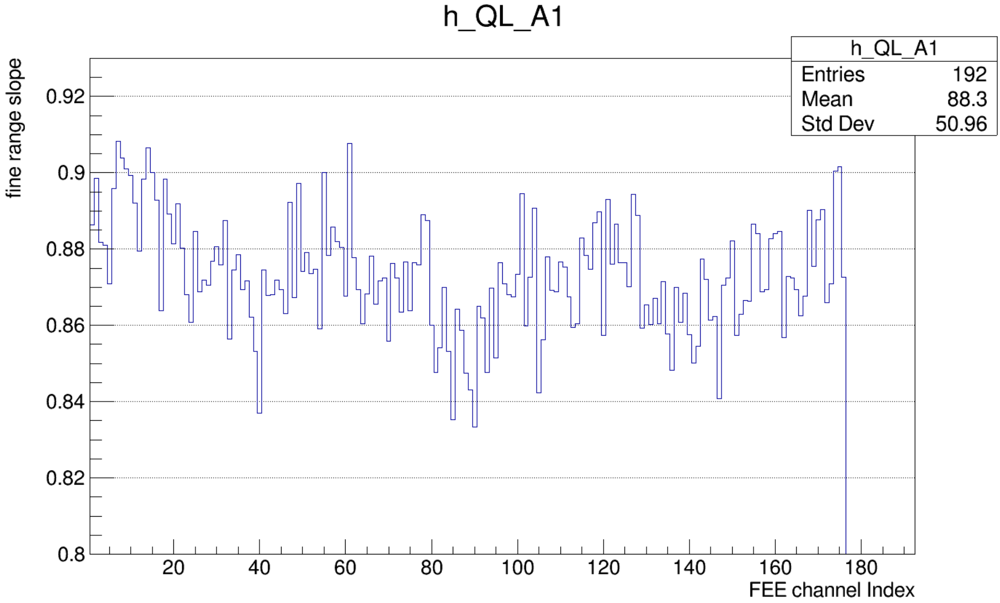 h_QL_A1
h_QL_A1
Entries 192
Mean 88.3
Std Dev 50.96
fine range slope
0.92
0.9
0.88
0.86
0.84
0.82
0.8
20 40 60 80 100 120 140 160 180
FEE channel Index